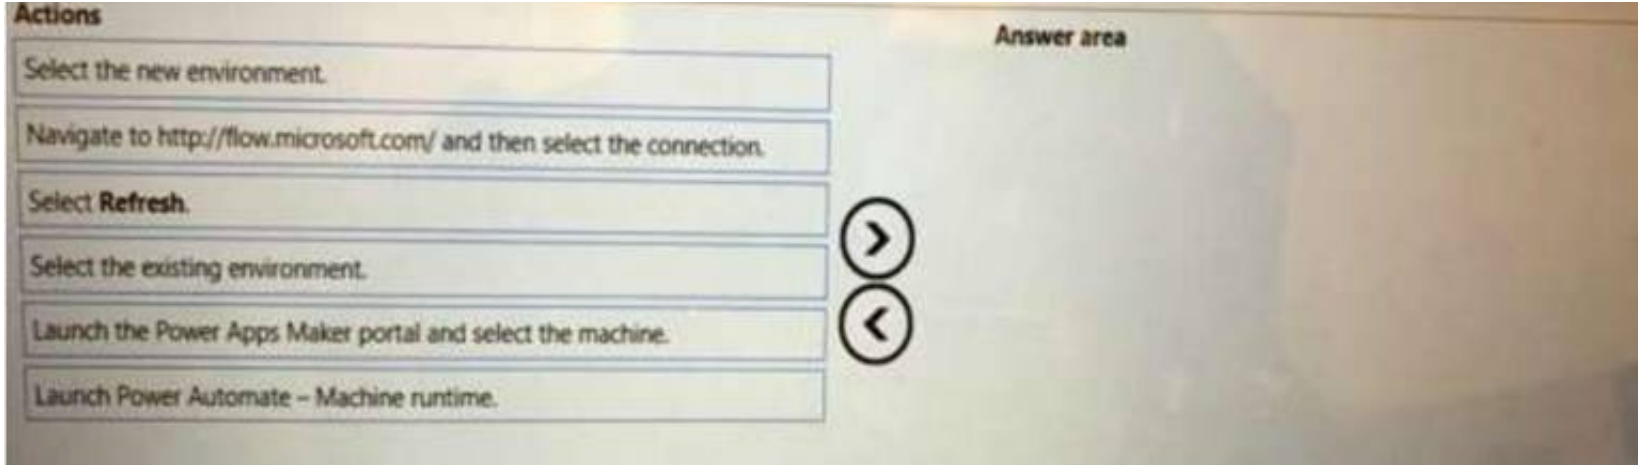 Actions
Answer area
Select the new environment.
Navigate to http://flow.microsoft.com/ and then select the connection.
Select Refresh.
Select the existing environment.
Launch the Power Apps Maker portal and select the machine.
Launch Power Automate – Machine runtime.